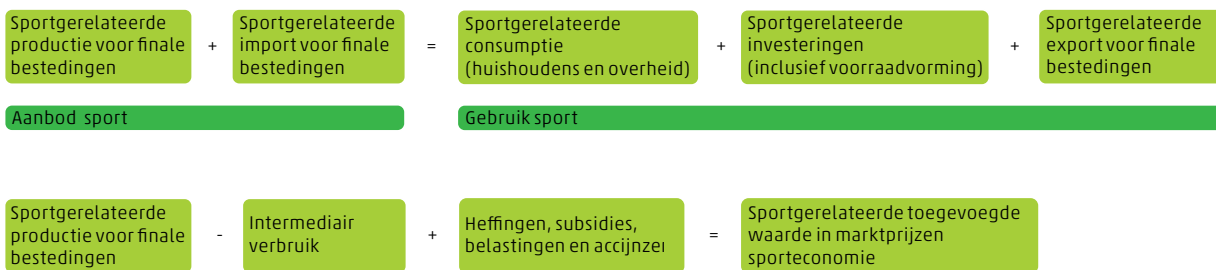 Sportgerelateerde
productie voor finale
bestedingen
+
Sportgerelateerde
import voor finale
bestedingen
=
Sportgerelateerde
consumptie
(huishoudens en overheid)
+
Sportgerelateerde
investeringen
(inclusief voorraadvorming)
+
Sportgerelateerde
export voor finale
bestedingen
Aanbod sport
Gebruik sport
Sportgerelateerde
productie voor finale
bestedingen
-
Intermediair
verbruik
+
Heffingen, subsidies,
belastingen en accijnzen
=
Sportgerelateerde toegevoegde
waarde in marktprijzen
sporteconomie